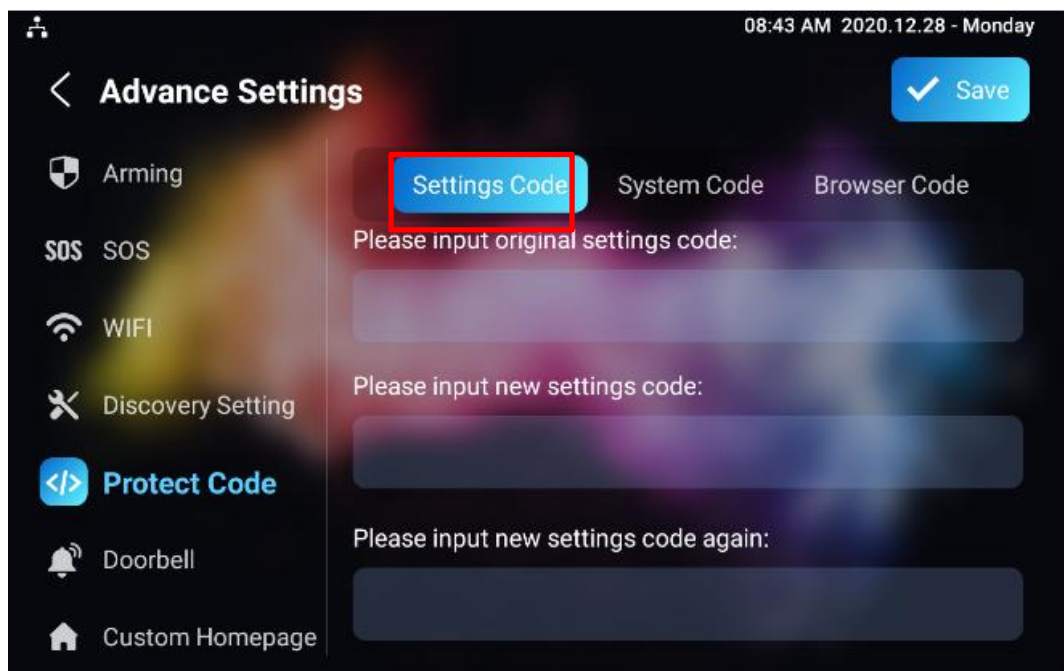 08:43 AM 2020.12.28 - Monday
Advance Settings
Save
Arming
SOS SOS
WIFI
Discovery Setting
</> Protect Code
Doorbell
Custom Homepage
Settings Code System Code Browser Code
Please input original settings code:
Please input new settings code:
Please input new settings code again: